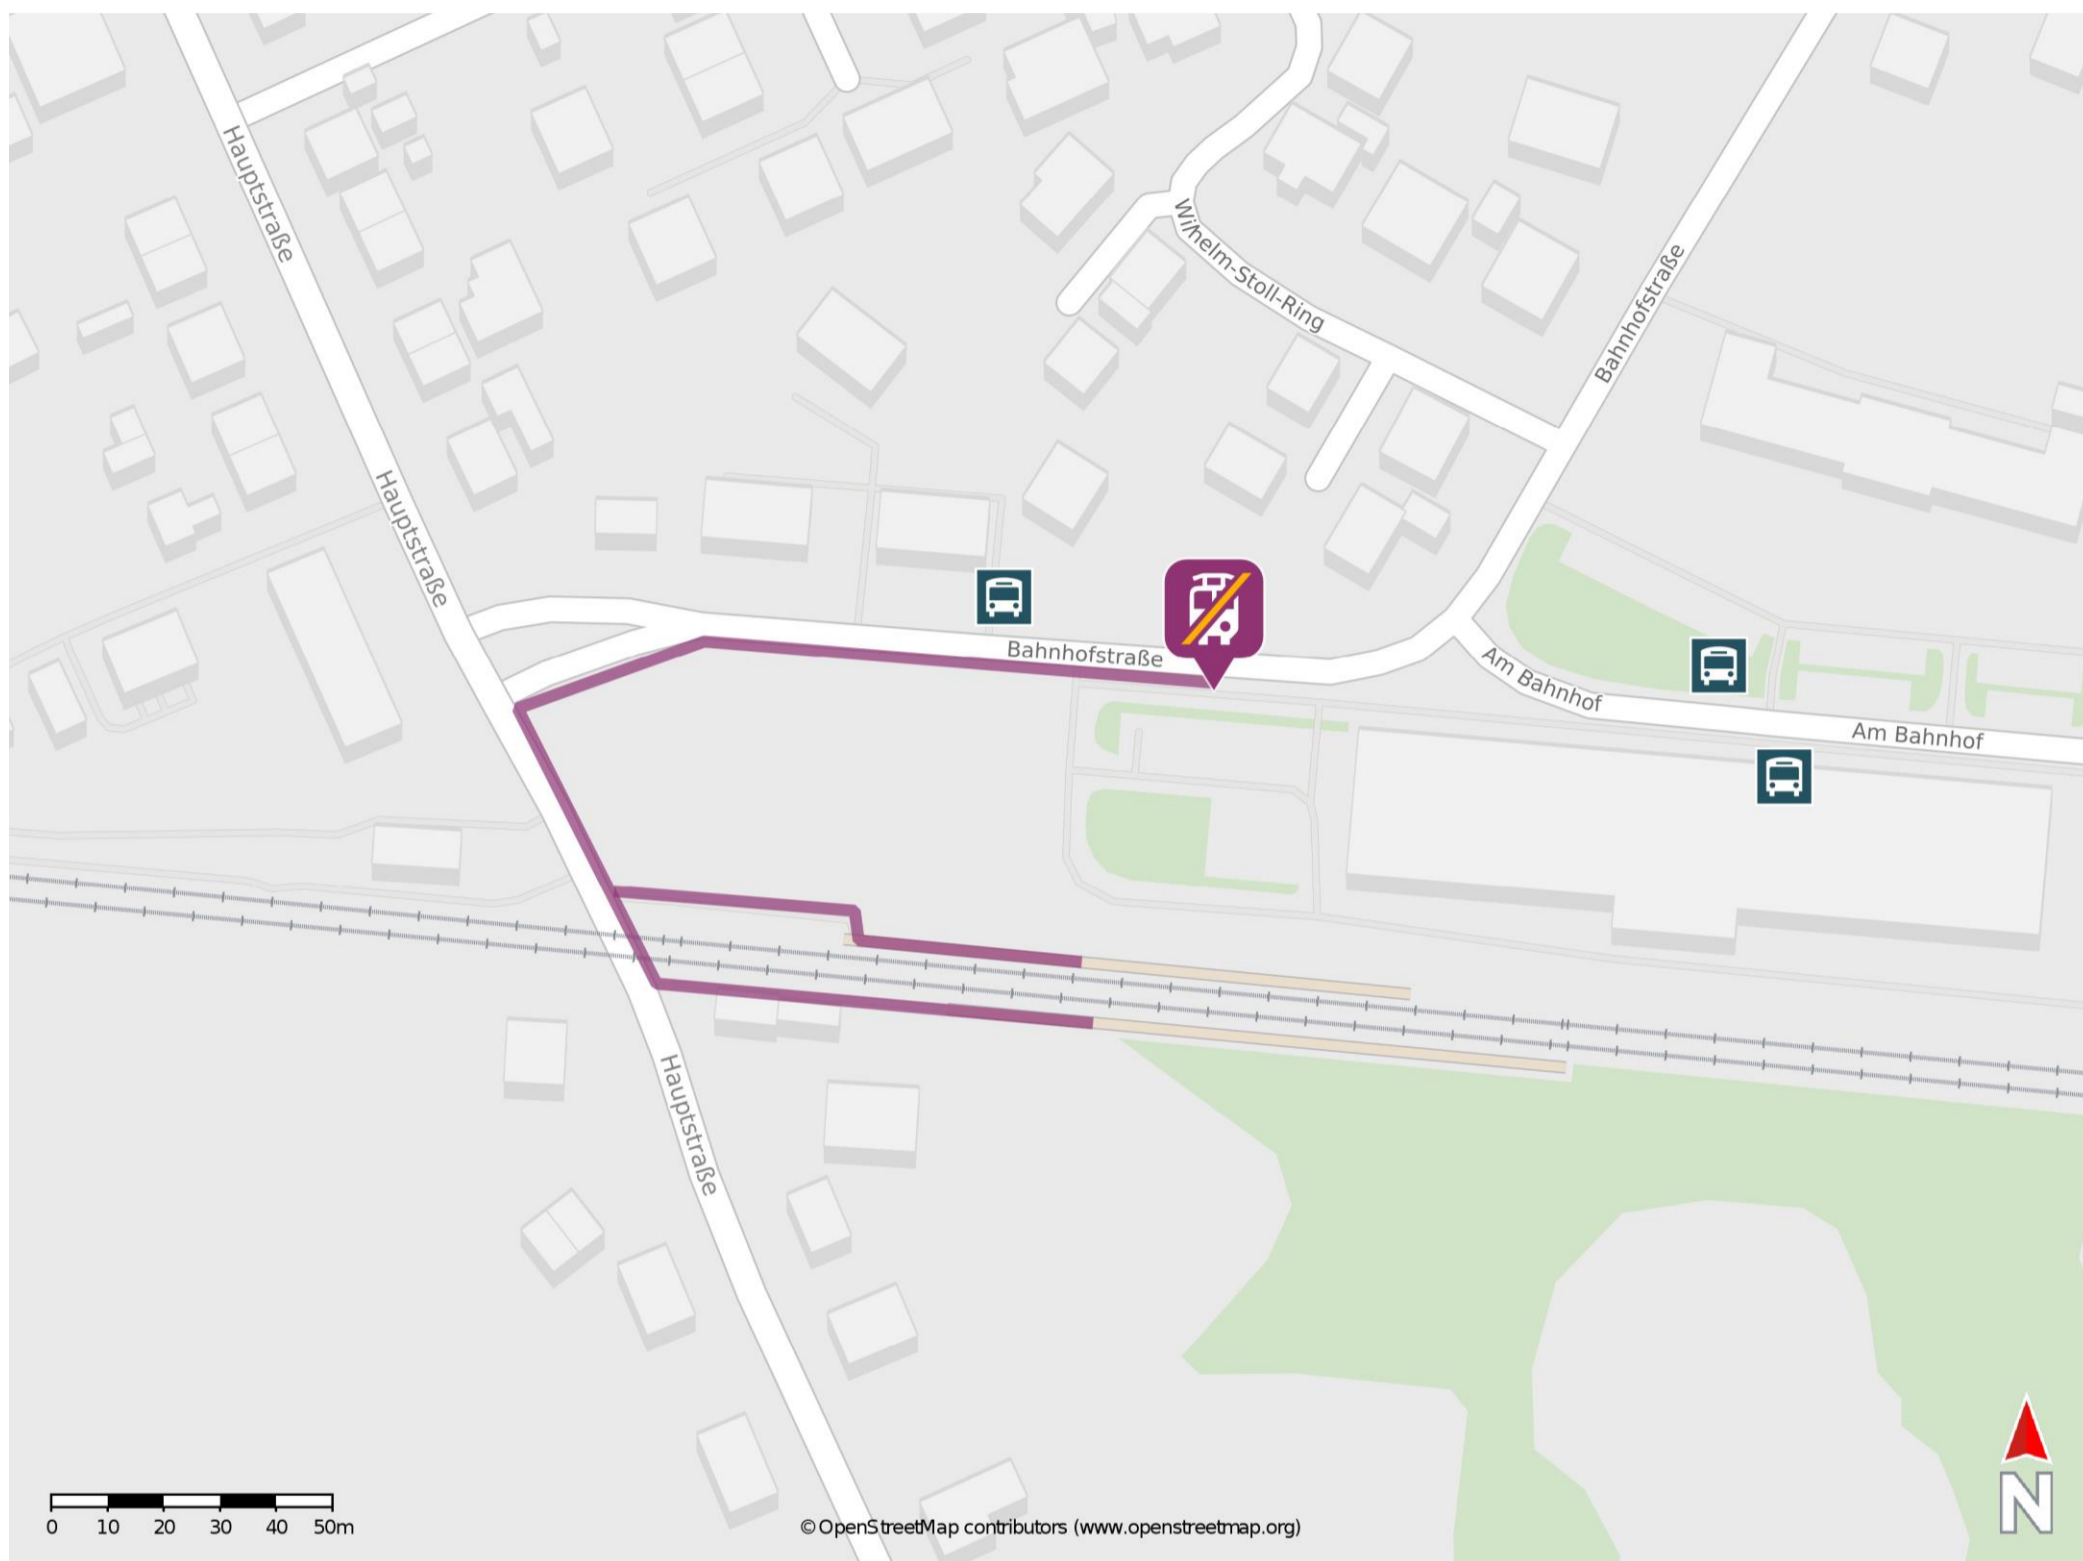 Hauptstraße
Wilhelm-Stoll-Ring
Bahnhofstraße
Hauptstraße
Bahnhofstraße
Am Bahnhof
Am Bahnhof
Hauptstraße
N
0 10 20 30 40 50m
© OpenStreetMap contributors (www.openstreetmap.org)